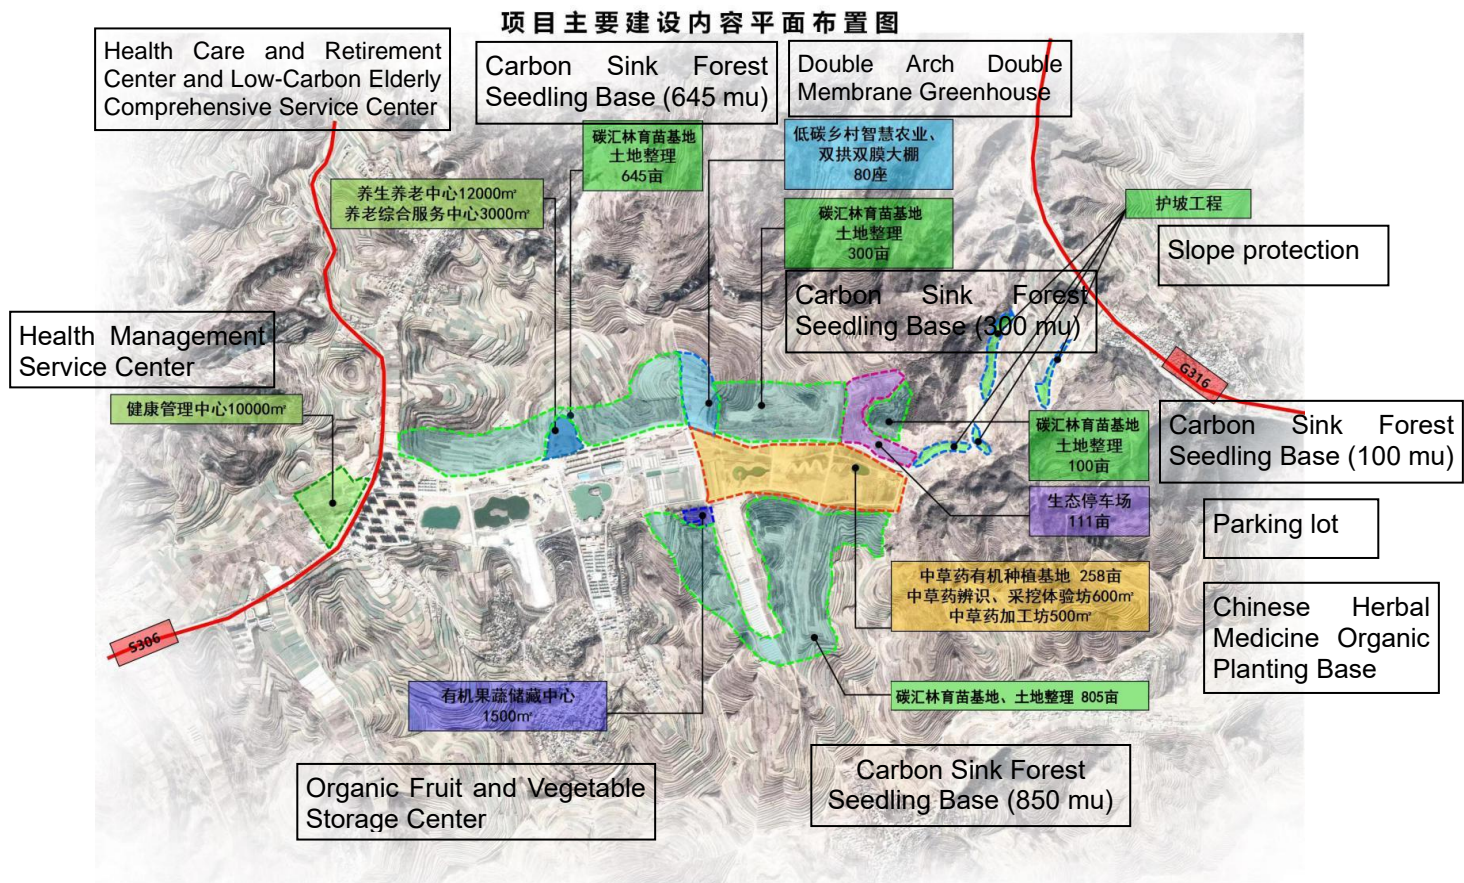 项目主要建设内容平面布置图
Health Care and Retirement
Center and Low-Carbon Elderly
Comprehensive Service Center
Carbon Sink Forest
Seedling Base (645 mu)
Double Arch Double
Membrane Greenhouse
碳汇林育苗基地
土地整理
645亩
低碳乡村智慧农业、
双拱双膜大棚
80座
养生养老中心12000㎡
养老综合服务中心3000㎡
碳汇林育苗基地
土地整理
300亩
护坡工程
Slope protection
Carbon Sink Forest
Seedling Base (300 mu)
Health Management
Service Center
健康管理中心10000㎡
G316
碳汇林育苗基地
土地整理
100亩
Carbon Sink Forest
Seedling Base (100 mu)
生态停车场
111亩
Parking lot
中草药有机种植基地 258亩
中草药辨识、采挖体验坊600㎡
中草药加工坊500㎡
Chinese Herbal
Medicine Organic
Planting Base
S306
有机果蔬储藏中心
1500㎡
碳汇林育苗基地、土地整理 805亩
Organic Fruit and Vegetable
Storage Center
Carbon Sink Forest
Seedling Base (850 mu)